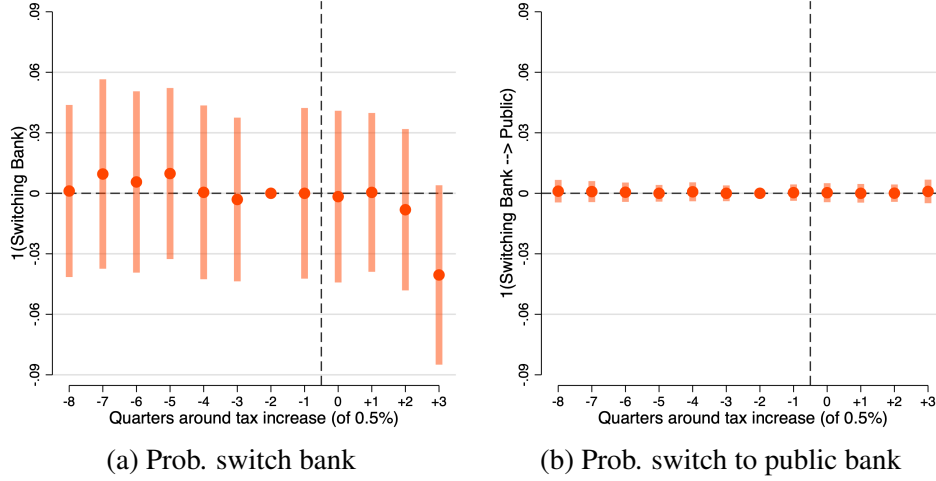 1(Switching Bank)
.09
.06
.03
0
-.03
-.06
-.09
-8 -7 -6 -5 -4 -3 -2 -1 0 +1 +2 +3
Quarters around tax increase (of 0.5%)
(a) Prob. switch bank
1(Switching Bank --> Public)
.09
.06
.03
0
-.03
-.06
-.09
-8 -7 -6 -5 -4 -3 -2 -1 0 +1 +2 +3
Quarters around tax increase (of 0.5%)
(b) Prob. switch to public bank